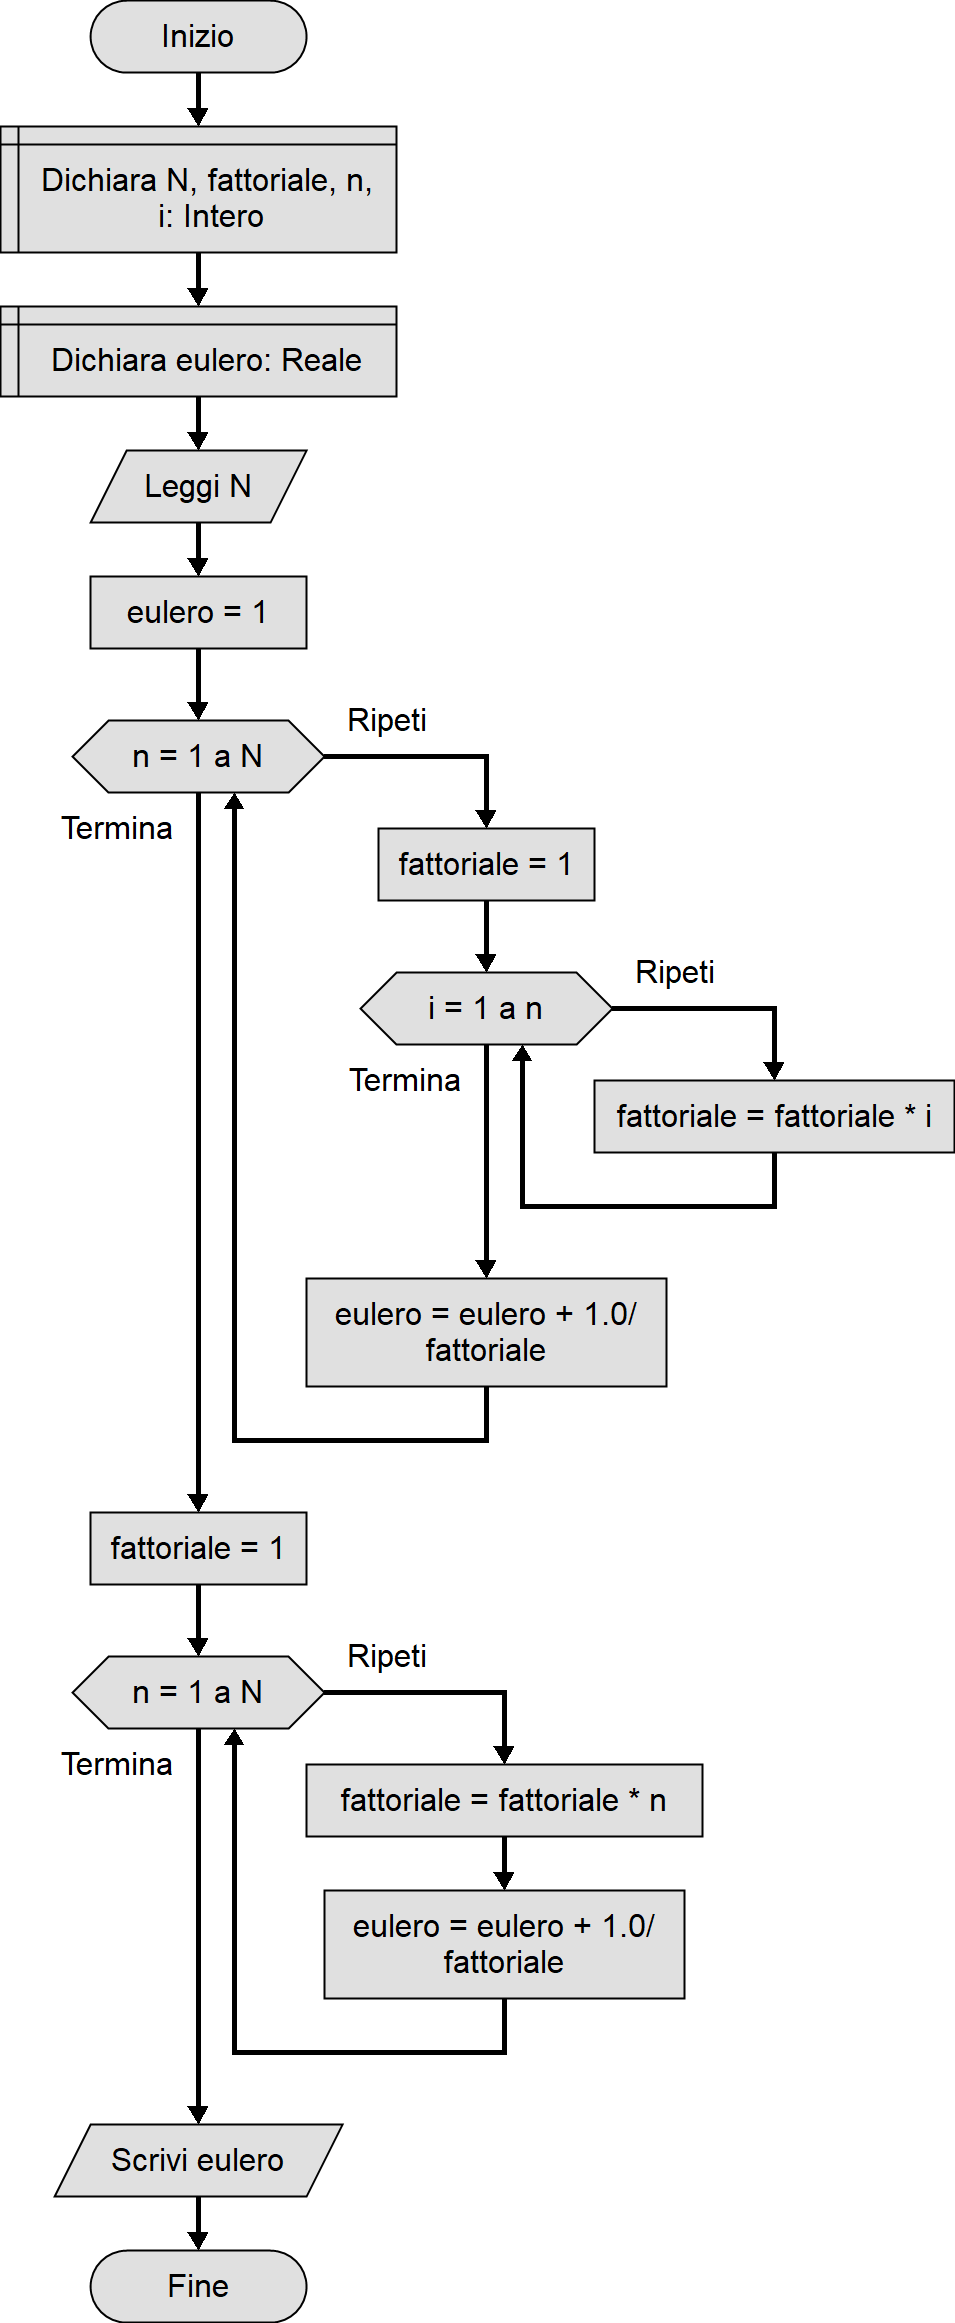 Inizio
Dichiara N, fattoriale, n,
i: Intero
Dichiara eulero: Reale
Leggi N
eulero = 1
n = 1 a N
Ripeti
Termina
fattoriale = 1
i = 1 a n
Ripeti
Termina
fattoriale = fattoriale * i
eulero = eulero + 1.0/
fattoriale
fattoriale = 1
n = 1 a N
Ripeti
Termina
fattoriale = fattoriale * n
eulero = eulero + 1.0/
fattoriale
Scrivi eulero
Fine